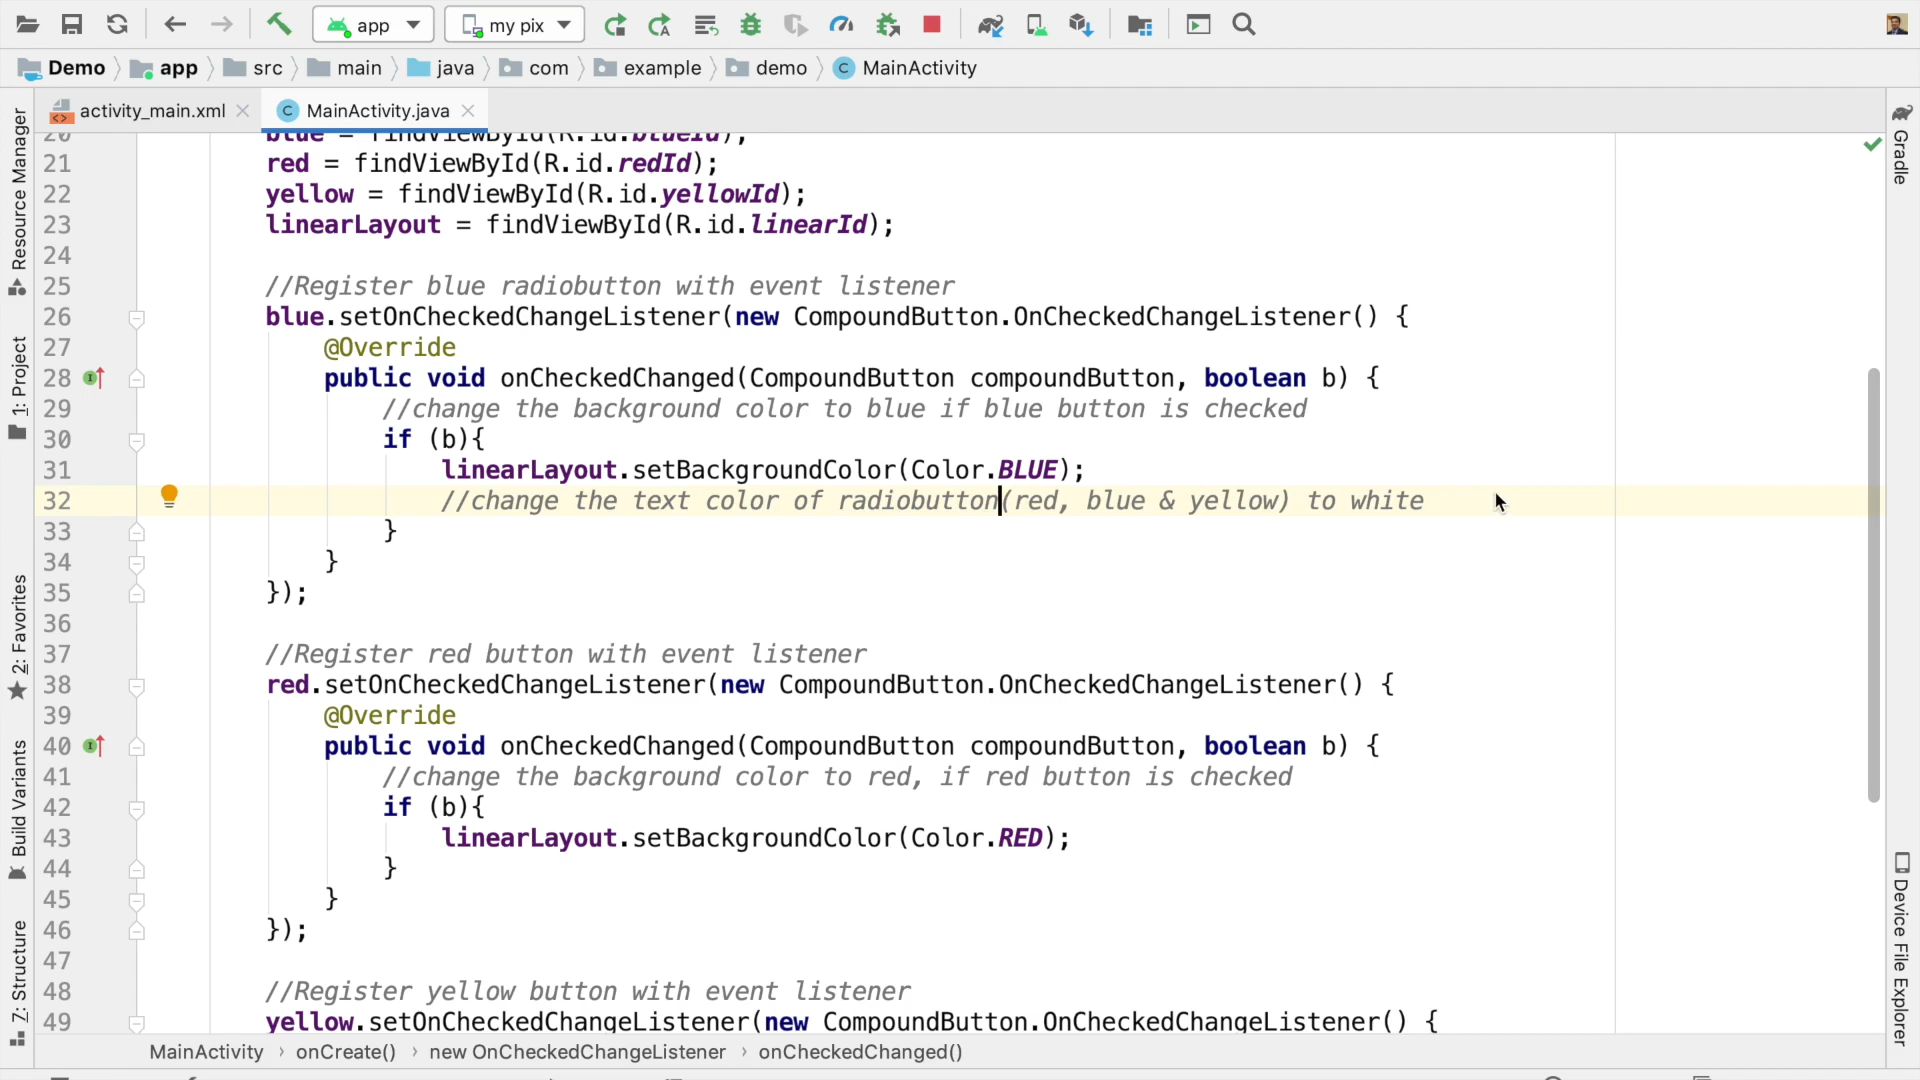 app
my pix
Demo
app
src
main
java
com
example
demo
MainActivity
activity_main.xml
MainActivity.java
20 blue = findViewById(R.id.blueId);
21 red = findViewById(R.id.redId);
22 yellow = findViewById(R.id.yellowId);
23 linearLayout = findViewById(R.id.linearId);
24
25 //Register blue radiobutton with event listener
26 blue.setOnCheckedChangeListener(new CompoundButton.OnCheckedChangeListener() {
27 @Override
28 public void onCheckedChanged(CompoundButton compoundButton, boolean b) {
29 //change the background color to blue if blue button is checked
30 if (b){
31 linearLayout.setBackgroundColor(Color.BLUE);
32 //change the text color of radiobutton(red, blue & yellow) to white
33 }
34 }
35 });
36
37 //Register red button with event listener
38 red.setOnCheckedChangeListener(new CompoundButton.OnCheckedChangeListener() {
39 @Override
40 public void onCheckedChanged(CompoundButton compoundButton, boolean b) {
41 //change the background color to red, if red button is checked
42 if (b){
43 linearLayout.setBackgroundColor(Color.RED);
44 }
45 }
46 });
47
48 //Register yellow button with event listener
49 yellow.setOnCheckedChangeListener(new CompoundButton.OnCheckedChangeListener() {
MainActivity › onCreate() › new OnCheckedChangeListener › onCheckedChanged()
Resource Manager
1: Project
2: Favorites
Build Variants
7: Structure
Gradle
Device File Explorer